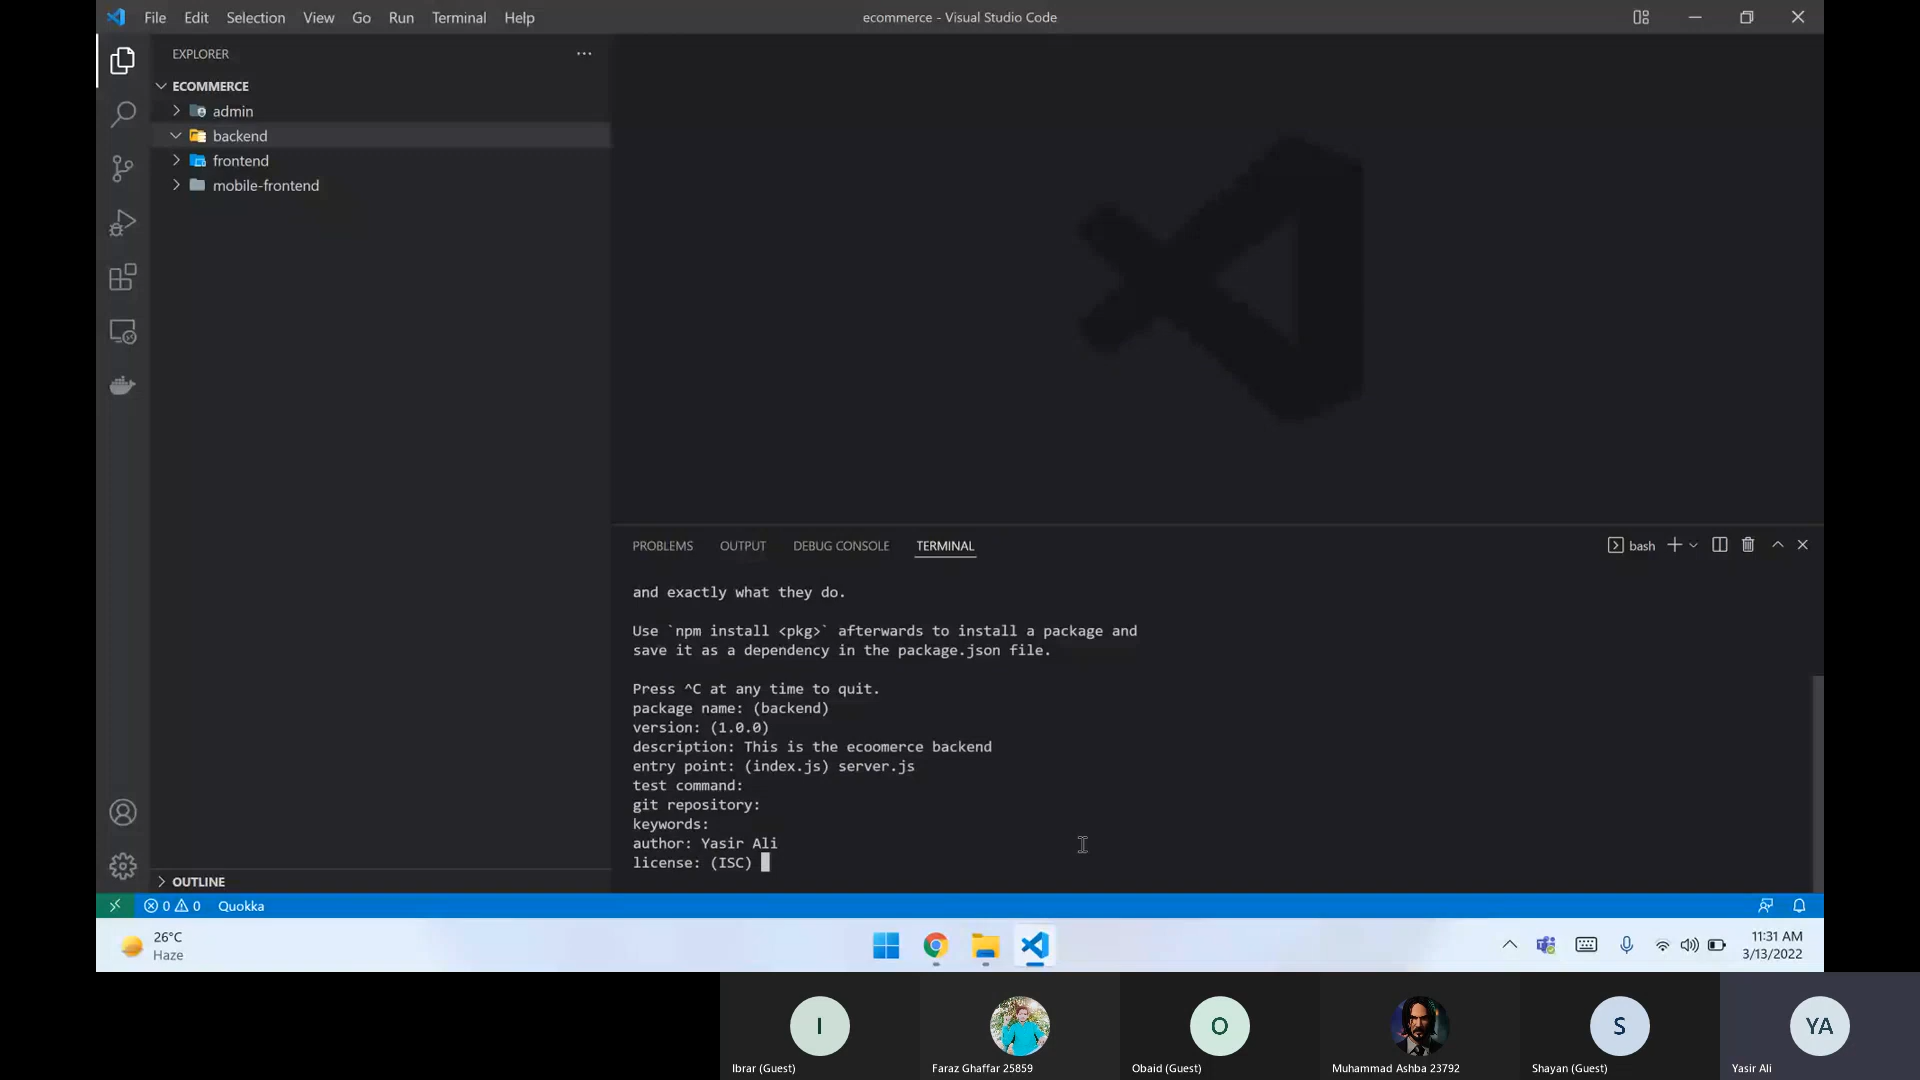 File Edit Selection View Go Run Terminal Help
ecommerce - Visual Studio Code
EXPLORER
ECOMMERCE
admin
backend
frontend
mobile-frontend
OUTLINE
PROBLEMS OUTPUT DEBUG CONSOLE TERMINAL
bash
and exactly what they do.
Use `npm install <pkg>` afterwards to install a package and
save it as a dependency in the package.json file.
Press ^C at any time to quit.
package name: (backend)
version: (1.0.0)
description: This is the ecoomerce backend
entry point: (index.js) server.js
test command:
git repository:
keywords:
author: Yasir Ali
license: (ISC)
0 0 Quokka
26°C
Haze
11:31 AM
3/13/2022
I
O
S
YA
Ibrar (Guest)
Faraz Ghaffar 25859
Obaid (Guest)
Muhammad Ashba 23792
Shayan (Guest)
Yasir Ali